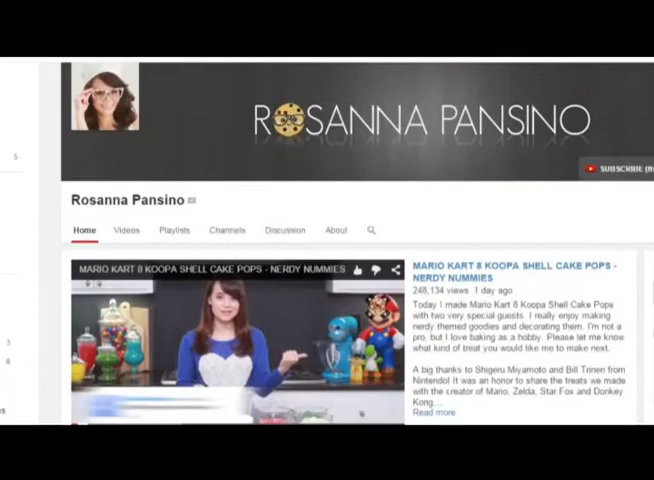 ROSANNA PANSINO
5
SUBSCRIBE
Rosanna Pansino
Home Videos Playlists Channels Discussion About
MARIO KART 8 KOOPA SHELL CAKE POPS - NERDY NUMMIES
MARIO KART 8 KOOPA SHELL CAKE POPS -
NERDY NUMMIES
248,134 views 1 day ago
Today I made Mario Kart 8 Koopa Shell Cake Pops
with two very special guests. I really enjoy making
nerdy themed goodies and decorating them. I'm not a
pro, but I love baking as a hobby. Please let me know
what kind of treat you would like me to make next.
A big thanks to Shigeru Miyamoto and Bill Trinen from
Nintendo! It was an honor to share the treats we made
with the creator of Mario, Zelda, Star Fox and Donkey
Kong....
Read more
3